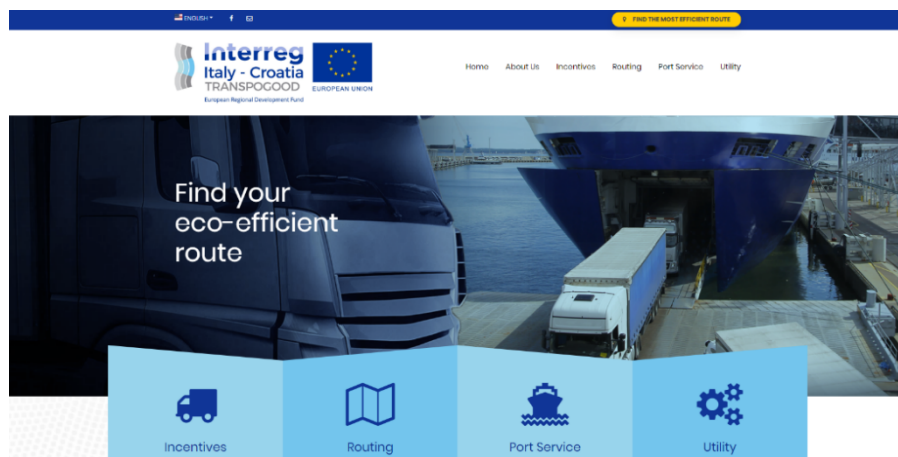 ENGLISH
FIND THE MOST EFFICIENT ROUTE
Interreg
Italy - Croatia
TRANSPOGOOD
European Regional Development Fund
EUROPEAN UNION
Home About Us Incentives Routing Port Service Utility
Find your
eco-efficient
route
Incentives Routing Port Service Utility